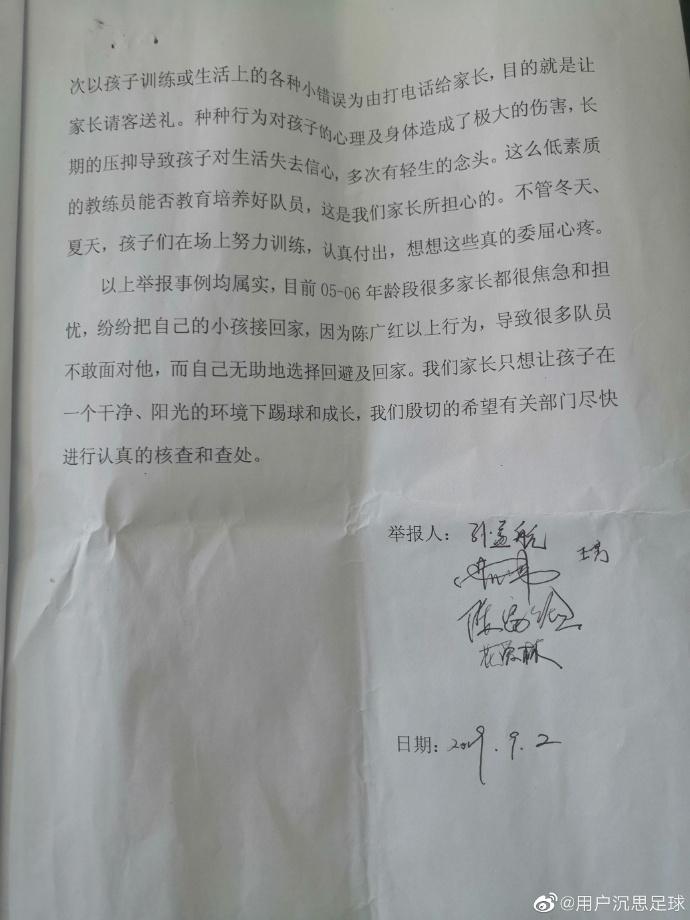 次以孩子训练或生活上的各种小错误为由打电话给家长，目的就是让
家长请客送礼。种种行为对孩子的心理及身体造成了极大的伤害，长
期的压抑导致孩子对生活失去信心，多次有轻生的念头。这么低素质
的教练员能否教育培养好队员，这是我们家长所担心的。不管冬天、
夏天，孩子们在场上努力训练，认真付出，想想这些真的委屈心疼。
以上举报事例均属实，目前 05-06 年龄段很多家长都很焦急和担
忧，纷纷把自己的小孩接回家，因为陈广红以上行为，导致很多队员
不敢面对他，而自己无助地选择回避及回家。我们家长只想让孩子在
一个干净、阳光的环境下踢球和成长，我们殷切的希望有关部门尽快
进行认真的核查和查处。
举报人：
日期：2019.9.2
@用户沉思足球